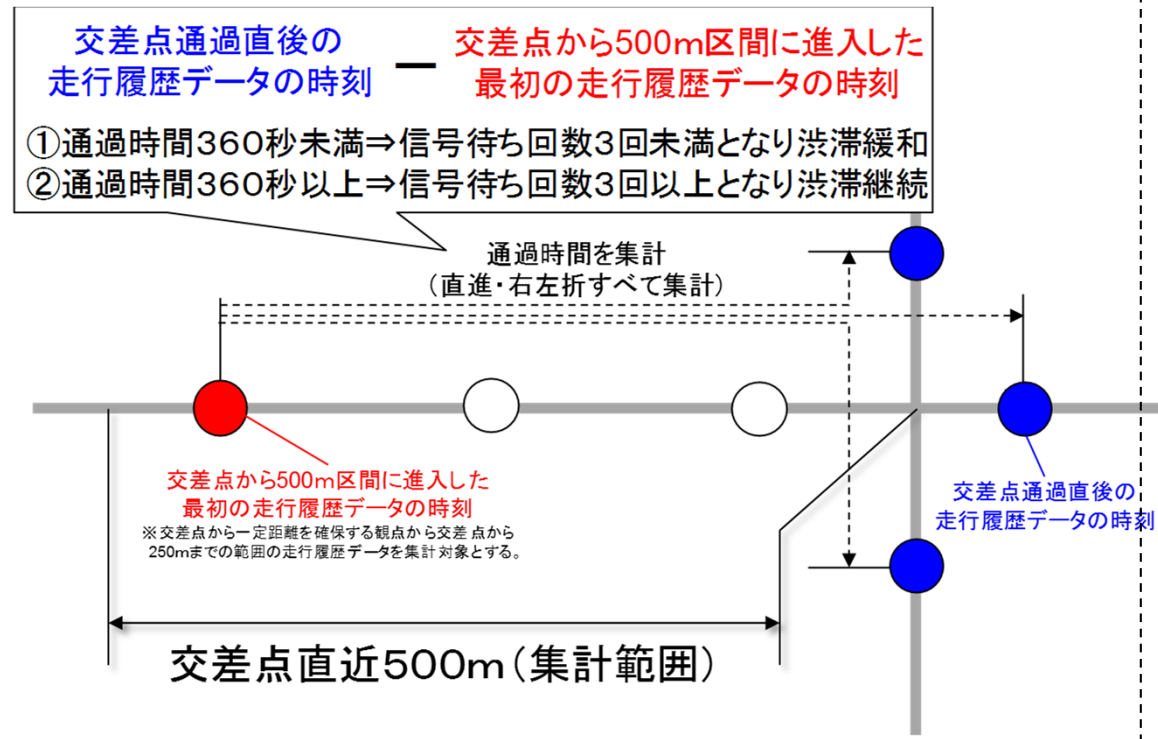 交差点通過直後の
走行履歴データの時刻
ー
交差点から500m区間に進入した
最初の走行履歴データの時刻
①通過時間360秒未満⇒信号待ち回数3回未満となり渋滞緩和
②通過時間360秒以上⇒信号待ち回数3回以上となり渋滞継続
通過時間を集計
(直進・右左折すべて集計)
交差点から500m区間に進入した
最初の走行履歴データの時刻
※交差点から一定距離を確保する観点から交差点から
250mまでの範囲の走行履歴データを集計対象とする。
交差点通過直後の
走行履歴データの時刻
交差点直近500m(集計範囲)